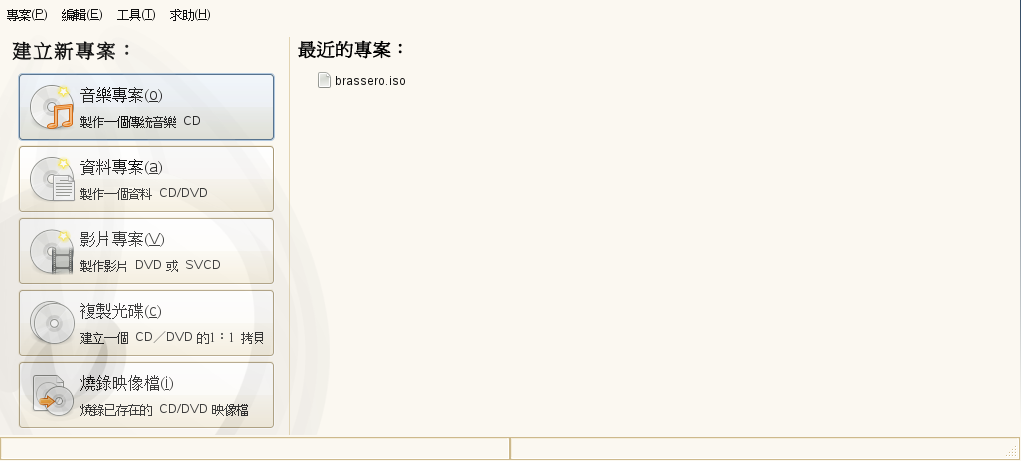 專案(P) 編輯(E) 工具(T) 求助(H)
建立新專案：
音樂專案(o)
製作一個傳統音樂 CD
資料專案(a)
製作一個資料 CD/DVD
影片專案(V)
製作影片 DVD 或 SVCD
複製光碟(c)
建立一個 CD／DVD 的1：1 拷貝
燒錄映像檔(i)
燒錄已存在的 CD/DVD 映像檔
最近的專案：
brassero.iso